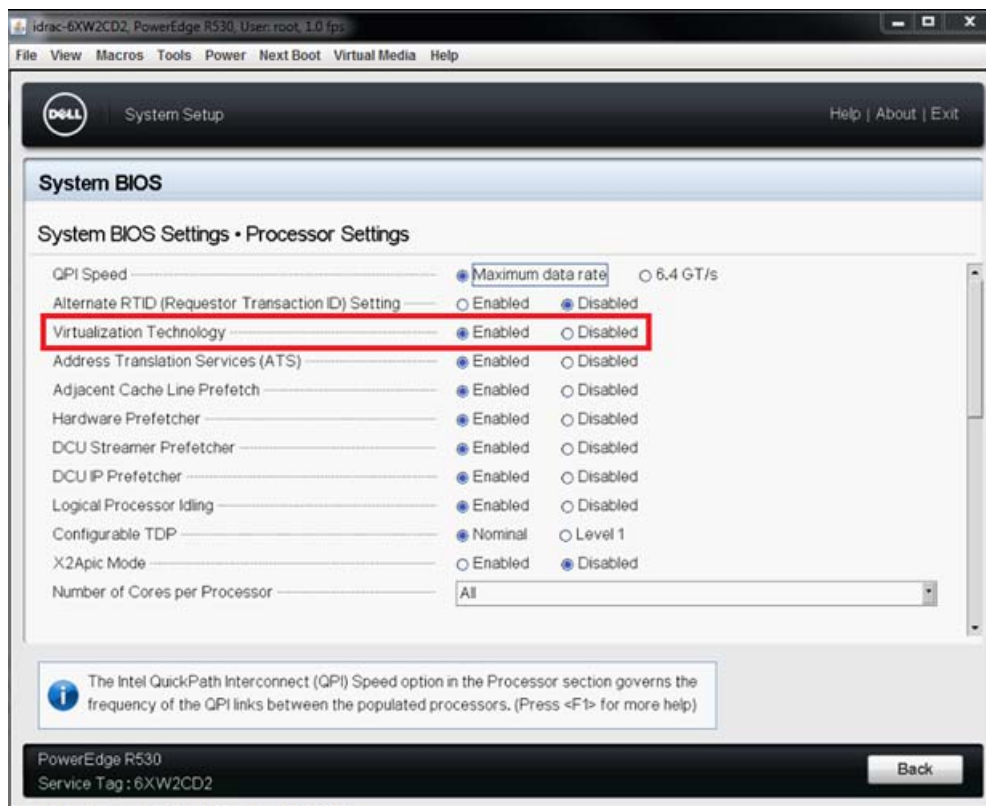 idrac-6XW2CD2, PowerEdge R530, User: root, 1.0 fps
File View Macros Tools Power Next Boot Virtual Media Help
DELL System Setup Help | About | Exit
System BIOS
System BIOS Settings • Processor Settings
QPI Speed Maximum data rate 6.4 GT/s
Alternate RTID (Requestor Transaction ID) Setting Enabled Disabled
Virtualization Technology Enabled Disabled
Address Translation Services (ATS) Enabled Disabled
Adjacent Cache Line Prefetch Enabled Disabled
Hardware Prefetcher Enabled Disabled
DCU Streamer Prefetcher Enabled Disabled
DCU IP Prefetcher Enabled Disabled
Logical Processor Idling Enabled Disabled
Configurable TDP Nominal Level 1
X2Apic Mode Enabled Disabled
Number of Cores per Processor All
The Intel QuickPath Interconnect (QPI) Speed option in the Processor section governs the
frequency of the QPI links between the populated processors. (Press <F1> for more help)
PowerEdge R530
Service Tag : 6XW2CD2
Back